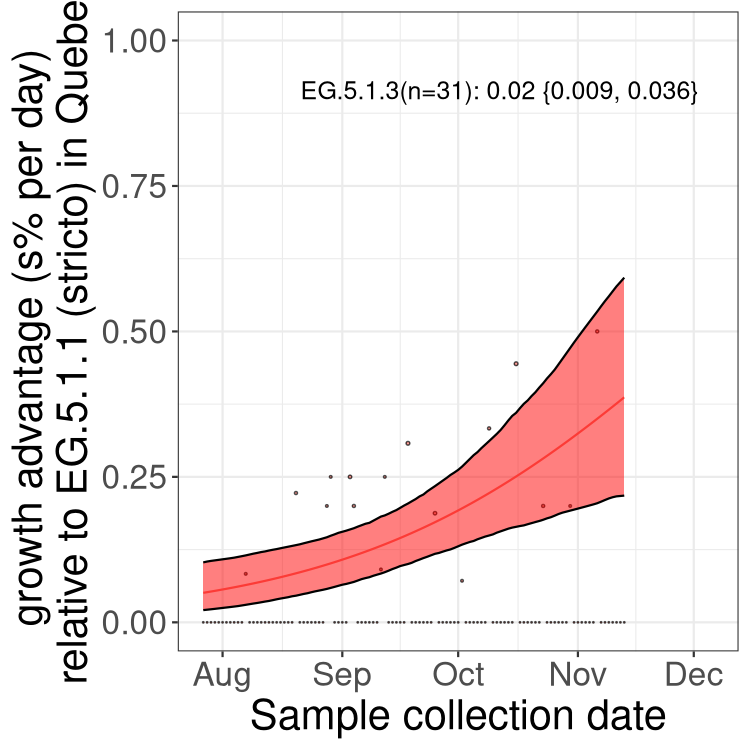 growth advantage (s% per day)
relative to EG.5.1.1 (stricto) in Quebe
1.00
0.75
0.50
0.25
0.00
EG.5.1.3(n=31): 0.02 {0.009, 0.036}
Aug Sep Oct Nov Dec
Sample collection date